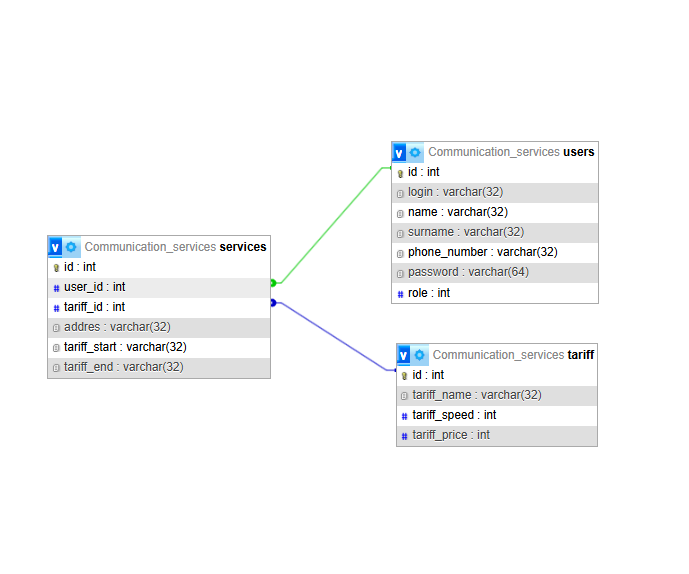 Communication_services users
id : int
login : varchar(32)
name : varchar(32)
surname : varchar(32)
phone_number : varchar(32)
password : varchar(64)
role : int
Communication_services services
id : int
user_id : int
tariff_id : int
addres : varchar(32)
tariff_start : varchar(32)
tariff_end : varchar(32)
Communication_services tariff
id : int
tariff_name : varchar(32)
tariff_speed : int
tariff_price : int